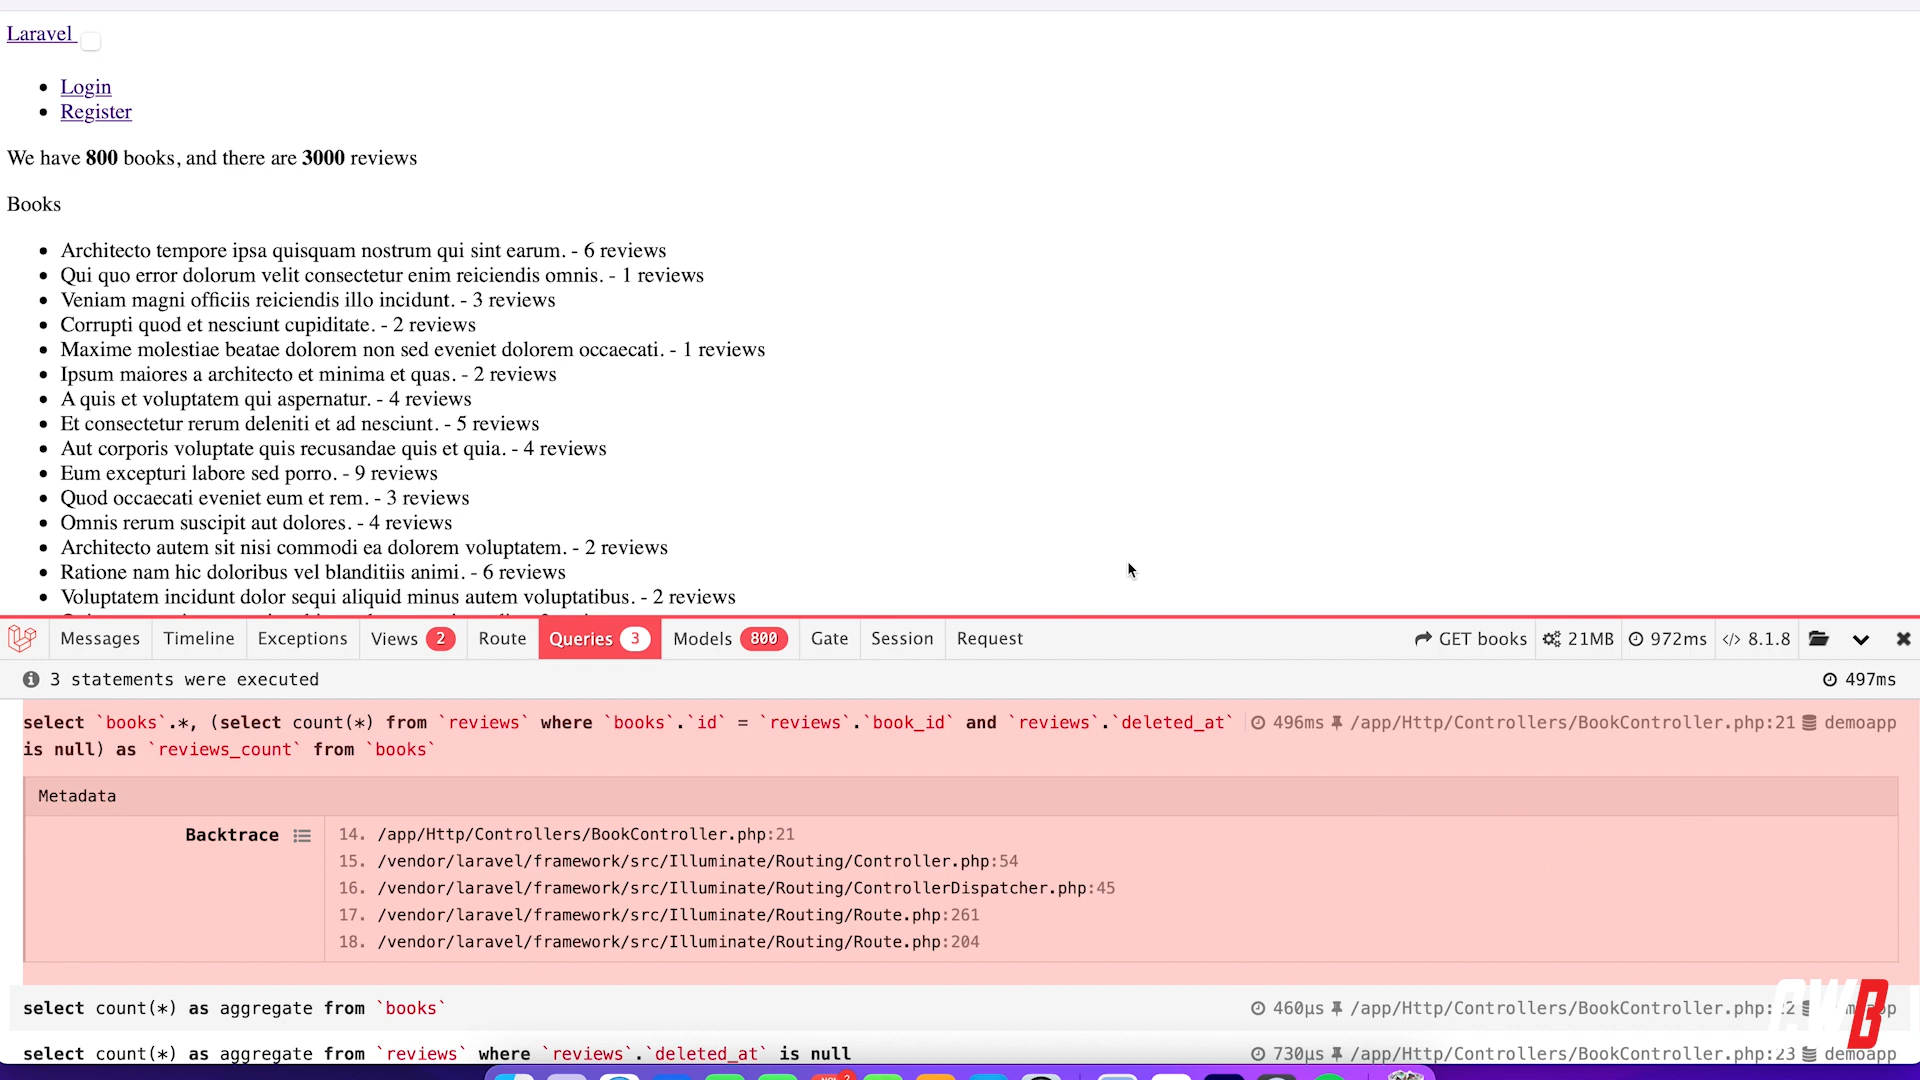 Laravel
Login
Register
We have 800 books, and there are 3000 reviews
Books
Architecto tempore ipsa quisquam nostrum qui sint earum. - 6 reviews
Qui quo error dolorum velit consectetur enim reiciendis omnis. - 1 reviews
Veniam magni officiis reiciendis illo incidunt. - 3 reviews
Corrupti quod et nesciunt cupiditate. - 2 reviews
Maxime molestiae beatae dolorem non sed eveniet dolorem occaecati. - 1 reviews
Ipsum maiores a architecto et minima et quas. - 2 reviews
A quis et voluptatem qui aspernatur. - 4 reviews
Et consectetur rerum deleniti et ad nesciunt. - 5 reviews
Aut corporis voluptate quis recusandae quis et quia. - 4 reviews
Eum excepturi labore sed porro. - 9 reviews
Quod occaecati eveniet eum et rem. - 3 reviews
Omnis rerum suscipit aut dolores. - 4 reviews
Architecto autem sit nisi commodi ea dolorem voluptatem. - 2 reviews
Ratione nam hic doloribus vel blanditiis animi. - 6 reviews
Voluptatem incidunt dolor sequi aliquid minus autem voluptatibus. - 2 reviews
Messages Timeline Exceptions Views 2 Route Queries 3 Models 800 Gate Session Request GET books 21MB 972ms </> 8.1.8
3 statements were executed 497ms
select `books`.*, (select count(*) from `reviews` where `books`.`id` = `reviews`.`book_id` and `reviews`.`deleted_at` 496ms /app/Http/Controllers/BookController.php:21 demoapp
is null) as `reviews_count` from `books`
Metadata
Backtrace 14. /app/Http/Controllers/BookController.php:21
15. /vendor/laravel/framework/src/Illuminate/Routing/Controller.php:54
16. /vendor/laravel/framework/src/Illuminate/Routing/ControllerDispatcher.php:45
17. /vendor/laravel/framework/src/Illuminate/Routing/Route.php:261
18. /vendor/laravel/framework/src/Illuminate/Routing/Route.php:204
select count(*) as aggregate from `books` 460µs /app/Http/Controllers/BookController.php:22
CWB
select count(*) as aggregate from `reviews` where `reviews`.`deleted_at` is null 730µs /app/Http/Controllers/BookController.php:23 demoapp